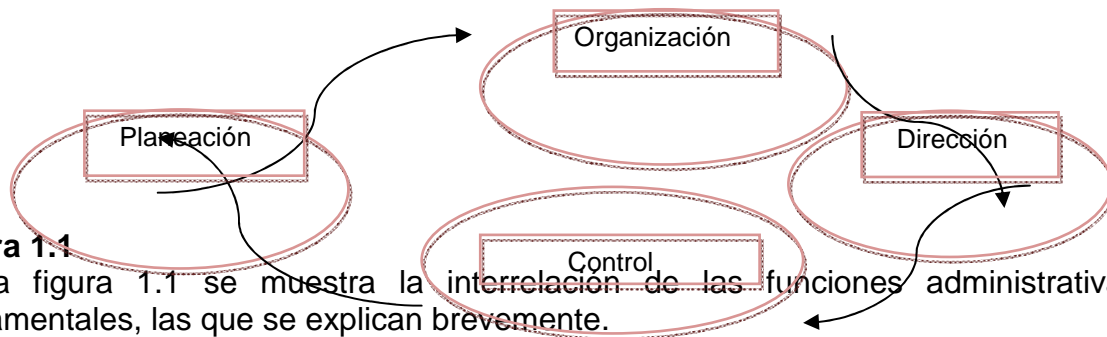 Organización
Planeación
Dirección
Control
ra 1.1
a figura 1.1 se muestra la interrelación de las funciones administrativ
amentales, las que se explican brevemente.